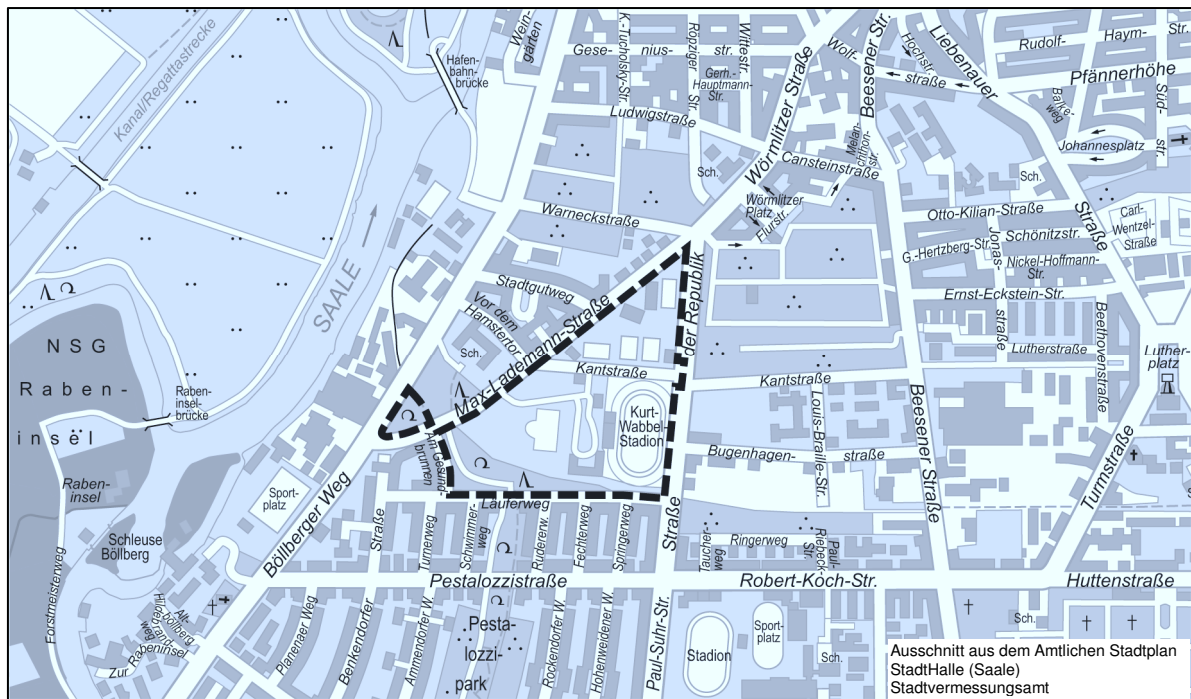 Kanal/Regattastrecke
Hafen-
bahn-
brücke
Wein-
gärten
Gese-
nius-
str.
K.-Tucholsky-Str.
Ropziger Str.
Wittestr.
Gerh.-
Hauptmann-
Str.
Ludwigstraße
Wörmlitzer Straße
Wolf-
straße
Beesener Str.
Hochstr.
Liebenauer
Straße
Rudolf-
Haym-
Str.
Pfännerhöhe
Balke-
weg
Süd-
str.
Johannesplatz
Melan-
chthon-
str.
Cansteinstraße
Sch.
Sch.
Wörmlitzer
Platz
Flurstr.
Warneckstraße
Otto-Kilian-Straße
Carl-
Wentzel-
Straße
Schönitzstr.
G.-Hertzberg-Str.
Jonas-
straße
Nickel-Hoffmann-
Str.
Ernst-Eckstein-Str.
Beethovenstraße
Lutherstraße
Luther-
platz
SAALE
Stadtgutweg
Vor dem
Hamstertor
Max-Lademann-Straße
Sch.
Kantstraße
Kantstraße
Straße
der Republik
Kurt-
Wabbel-
Stadion
NSG
Raben-
insel
Raben-
insel-
brücke
Raben-
insel
Am Gesund-
brunnen
Louis-Braille-Str.
Bugenhagen-
straße
Beesener Straße
Turmstraße
Sport-
platz
Böllberger Weg
Läuferweg
Schleuse
Böllberg
Straße
Turnerweg
Schwimmer-
weg
Rudererw.
Fechterweg
Springerweg
Taucher-
weg
Ringerweg
Paul-
Riebeck-
Str.
Forstmeisterweg
Pestalozzistraße
Robert-Koch-Str.
Huttenstraße
Alt-
böllberg
Hildebrand-
weg
Zur Rabeninsel
Planenaer Weg
Benkendorfer
Ammendorfer W.
Pesta-
lozzi-
park
Rockendorfer W.
Hohenweidener W.
Paul-Suhr-Str.
Stadion
Sport-
platz
Sch.
Sch.
Ausschnitt aus dem Amtlichen Stadtplan
StadtHalle (Saale)
Stadtvermessungsamt